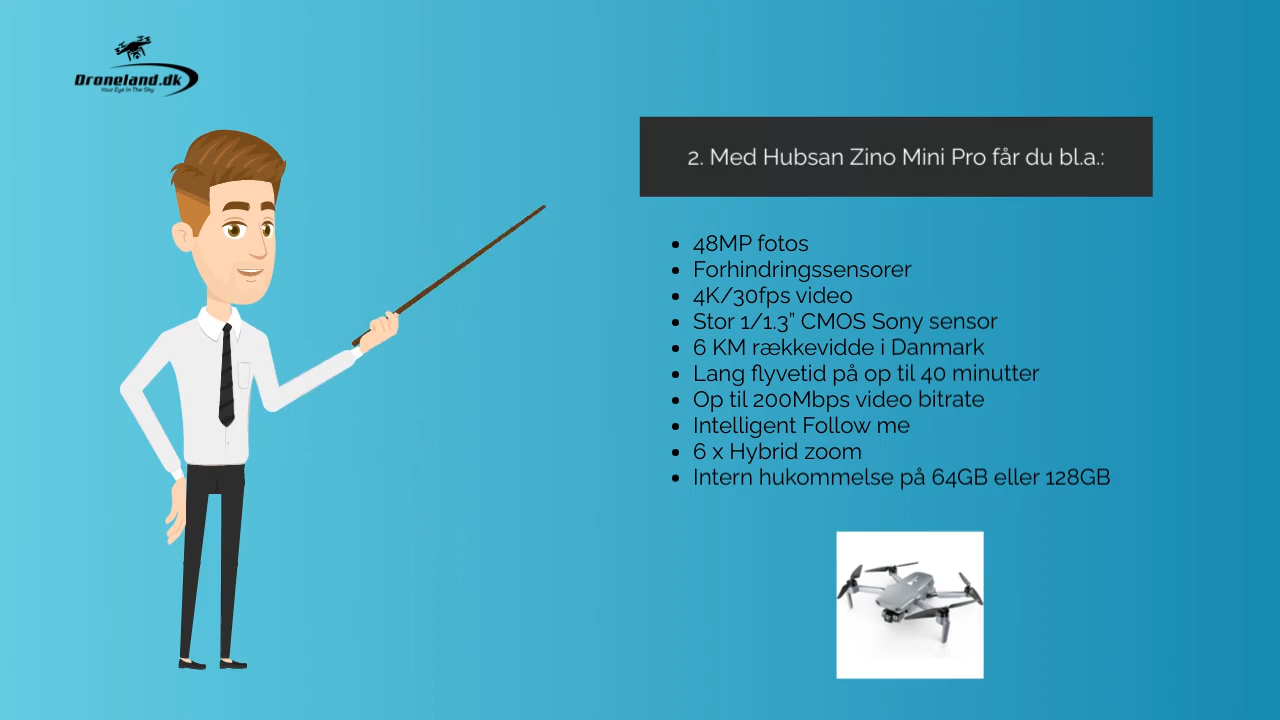 Droneland.dk
Your Eye In The Sky
2. Med Hubsan Zino Mini Pro får du bl.a.:
48MP fotos
Forhindringssensorer
4K/30fps video
Stor 1/1.3” CMOS Sony sensor
6 KM rækkevidde i Danmark
Lang flyvetid på op til 40 minutter
Op til 200Mbps video bitrate
Intelligent Follow me
6 x Hybrid zoom
Intern hukommelse på 64GB eller 128GB